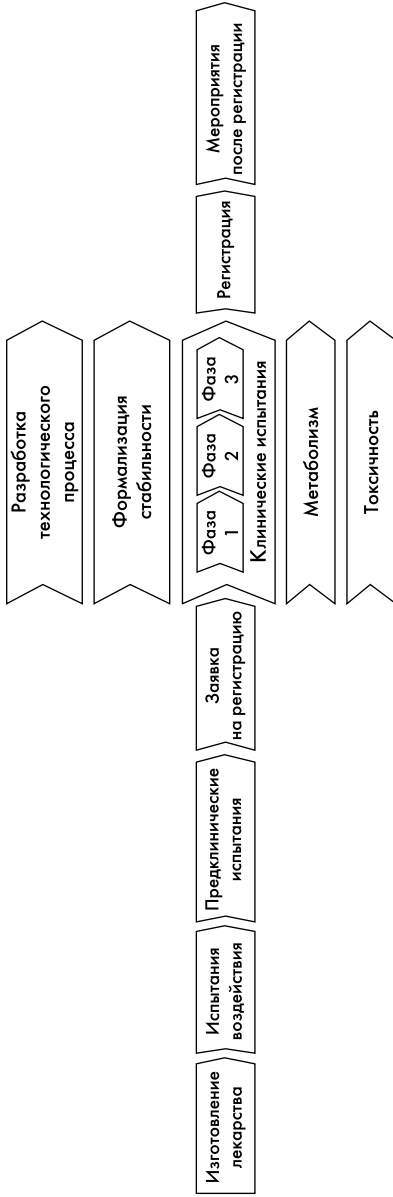 Изготовление
лекарства
Испытания
воздействия
Предклинические
испытания
Заявка
на регистрацию
Разработка
технологического
процесса
Формализация
стабильности
Фаза
1
Фаза
2
Фаза
3
Клинические испытания
Метаболизм
Токсичность
Регистрация
Мероприятия
после регистрации